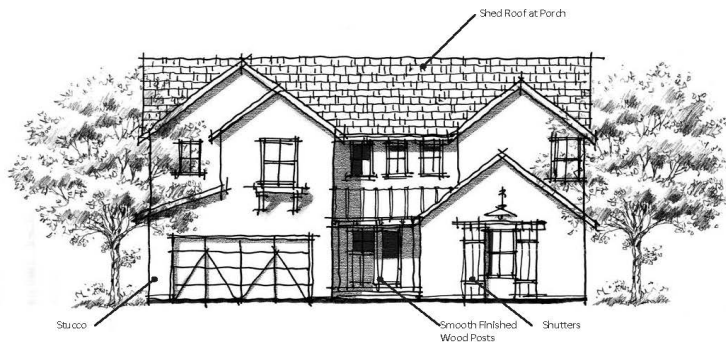 Shed Roof at Porch
Stucco
Smooth Finished
Wood Posts
Shutters